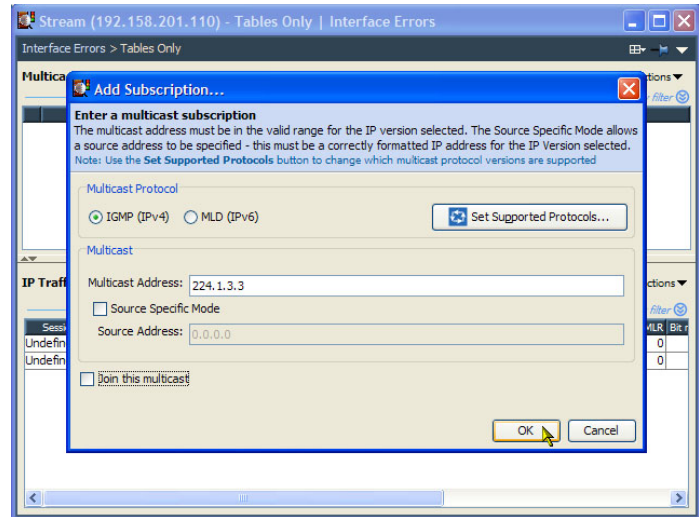 Stream (192.158.201.110) - Tables Only | Interface Errors
Interface Errors > Tables Only
Multica
tions
filter
Add Subscription...
Enter a multicast subscription
The multicast address must be in the valid range for the IP version selected. The Source Specific Mode allows
a source address to be specified - this must be a correctly formatted IP address for the IP Version selected.
Note: Use the Set Supported Protocols button to change which multicast protocol versions are supported
Multicast Protocol
IGMP (IPv4) MLD (IPv6) Set Supported Protocols...
Multicast
Multicast Address: 224.1.3.3
Source Specific Mode
Source Address: 0.0.0.0
Join this multicast
OK Cancel
IP Traff
ctions
filter
Sessi
MLR Bit r
Undefin 0
Undefin 0